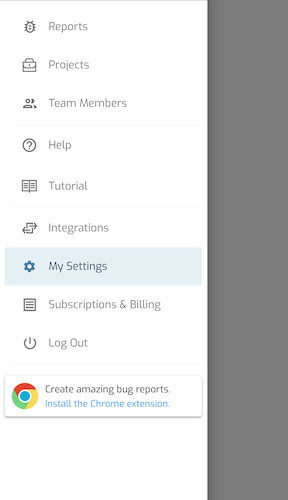 Reports
Projects
Team Members
Help
Tutorial
Integrations
My Settings
Subscriptions & Billing
Log Out
Create amazing bug reports.
Install the Chrome extension.